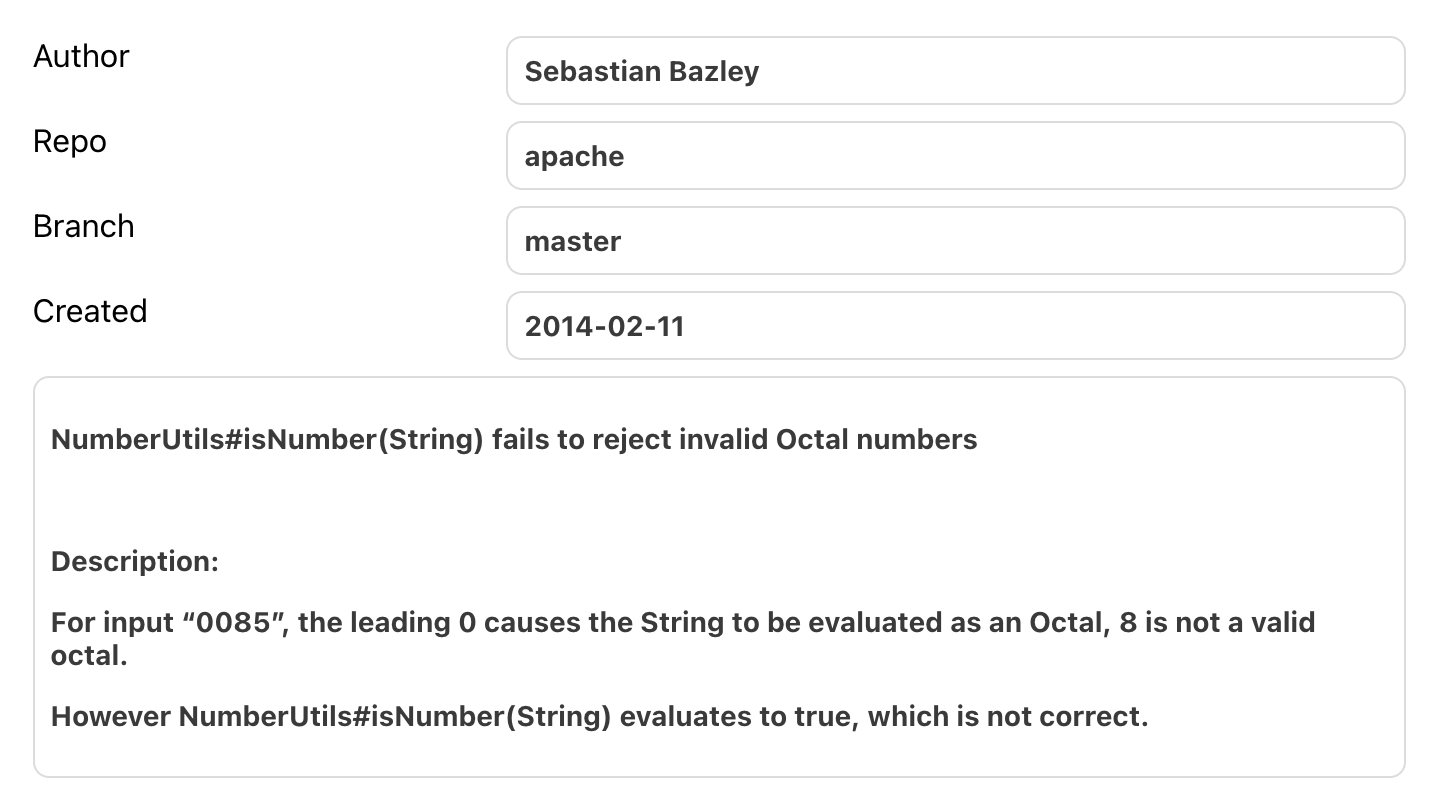 Author
Sebastian Bazley
Repo
apache
Branch
master
Created
2014-02-11
NumberUtils#isNumber(String) fails to reject invalid Octal numbers
Description:
For input “0085”, the leading 0 causes the String to be evaluated as an Octal, 8 is not a valid
octal.
However NumberUtils#isNumber(String) evaluates to true, which is not correct.